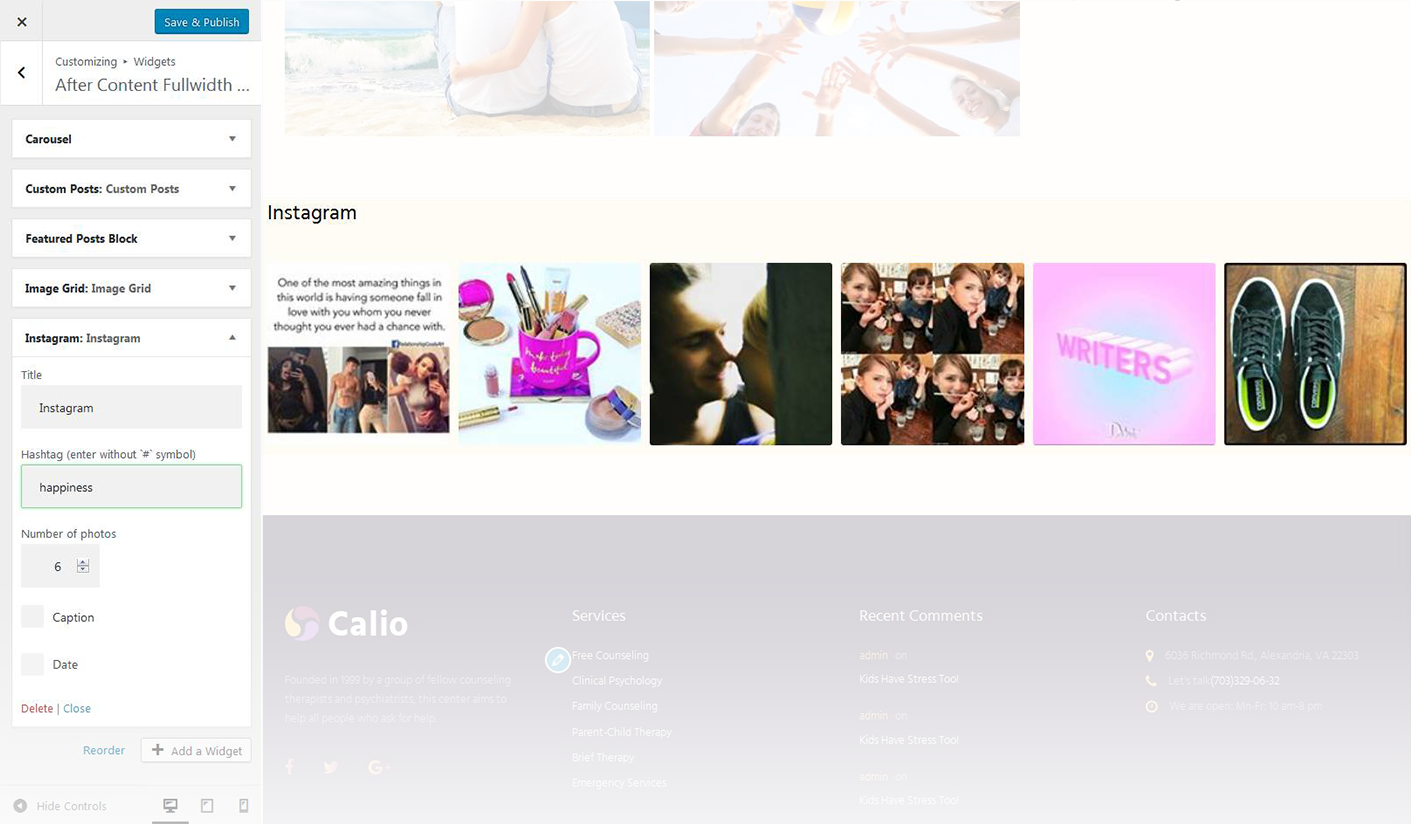 Save & Publish
Customizing ▸ Widgets
After Content Fullwidth ...
Carousel
Custom Posts: Custom Posts
Featured Posts Block
Image Grid: Image Grid
Instagram: Instagram
Title
Instagram
Hashtag (enter without `#` symbol)
happiness
Number of photos
6
Caption
Date
Delete | Close
Reorder
Add a Widget
Hide Controls
Instagram
One of the most amazing things in
this world is having someone fall in
love with you whom you never
thought you ever had a chance with.
WRITERS
CONVERSE
Calio
Founded in 1999 by a group of fellow counseling
therapists and psychiatrists, this center aims to
help all people who ask for help.
Services
Free Counseling
Clinical Psychology
Family Counseling
Parent-Child Therapy
Brief Therapy
Emergency Services
Recent Comments
admin on
Kids Have Stress Too!
admin on
Kids Have Stress Too!
admin on
Kids Have Stress Too!
Contacts
6036 Richmond Rd., Alexandria, VA 22303
Let's talk(703)329-06-32
We are open: Mn-Fr: 10 am-8 pm